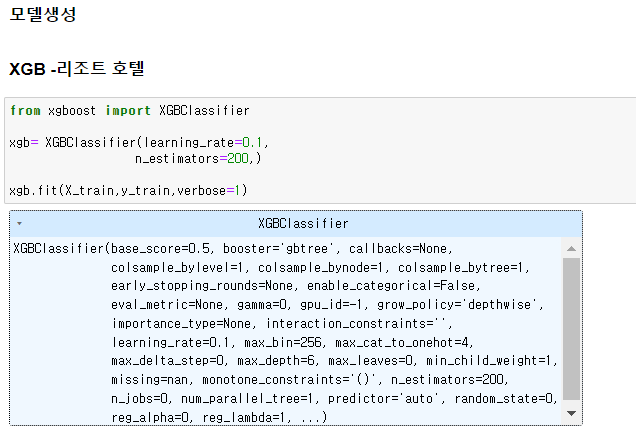 모델생성
XGB -리조트 호텔
from xgboost import XGBClassifier
xgb= XGBClassifier(learning_rate=0.1,
n_estimators=200,)
xgb.fit(X_train,y_train,verbose=1)
XGBClassifier
XGBClassifier(base_score=0.5, booster='gbtree', callbacks=None,
colsample_bylevel=1, colsample_bynode=1, colsample_bytree=1,
early_stopping_rounds=None, enable_categorical=False,
eval_metric=None, gamma=0, gpu_id=-1, grow_policy='depthwise',
importance_type=None, interaction_constraints='',
learning_rate=0.1, max_bin=256, max_cat_to_onehot=4,
max_delta_step=0, max_depth=6, max_leaves=0, min_child_weight=1,
missing=nan, monotone_constraints='()', n_estimators=200,
n_jobs=0, num_parallel_tree=1, predictor='auto', random_state=0,
reg_alpha=0, reg_lambda=1, ...)